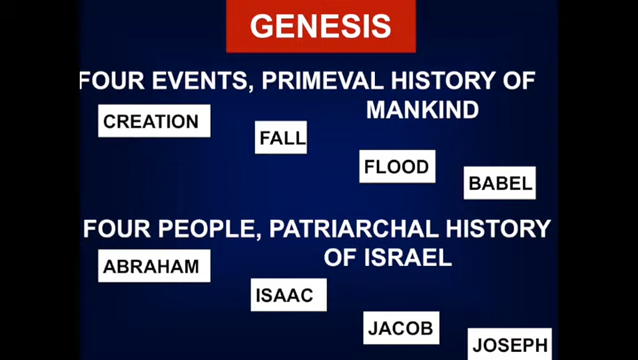 GENESIS
FOUR EVENTS, PRIMEVAL HISTORY OF
MANKIND
CREATION
FALL
FLOOD
BABEL
FOUR PEOPLE, PATRIARCHAL HISTORY
OF ISRAEL
ABRAHAM
ISAAC
JACOB
JOSEPH